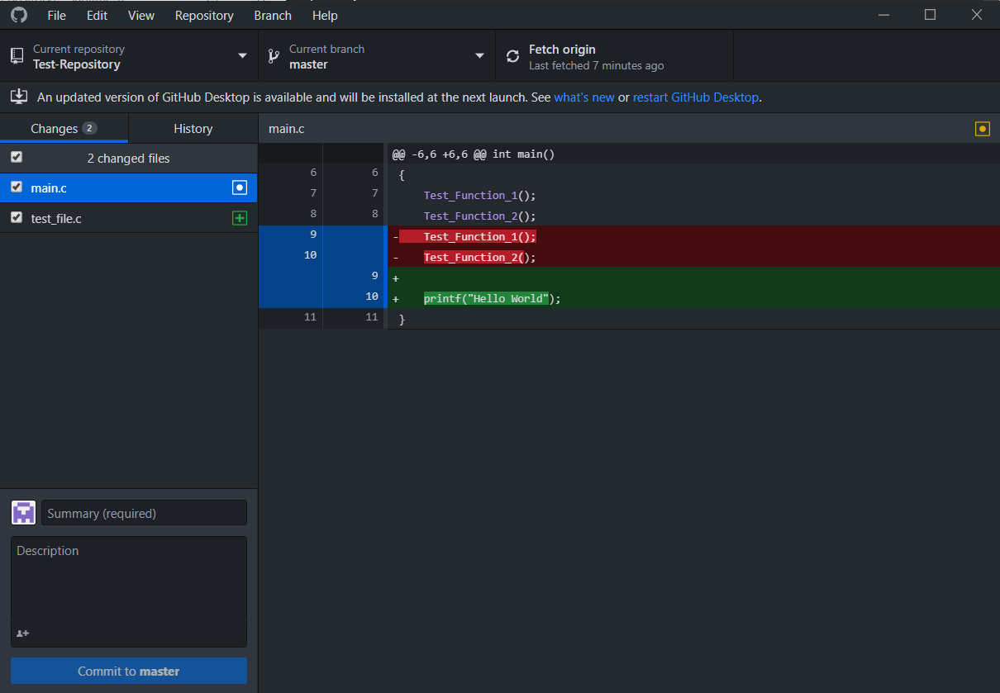 File Edit View Repository Branch Help
Current repository
Test-Repository
Current branch
master
Fetch origin
Last fetched 7 minutes ago
An updated version of GitHub Desktop is available and will be installed at the next launch. See what's new or restart GitHub Desktop.
Changes 2 History
2 changed files
main.c
test_file.c
Summary (required)
Description
Commit to master
main.c
@@ -6,6 +6,6 @@ int main()
6 6 {
7 7 Test_Function_1();
8 8 Test_Function_2();
9 - Test_Function_1();
10 - Test_Function_2();
9 +
10 + printf("Hello World");
11 11 }